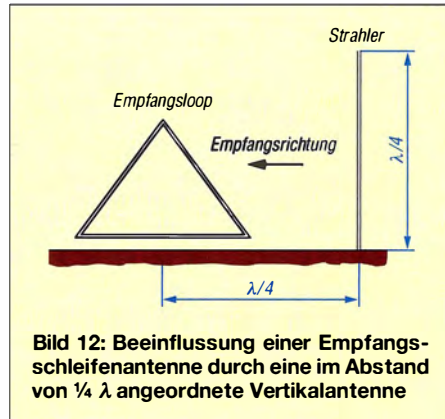 Strahler
Empfangsloop
Empfangsrichtung
λ/4
λ/4
Bild 12: Beeinflussung einer Empfangs-
schleifenantenne durch eine im Abstand
von ¼ λ angeordnete Vertikalantenne